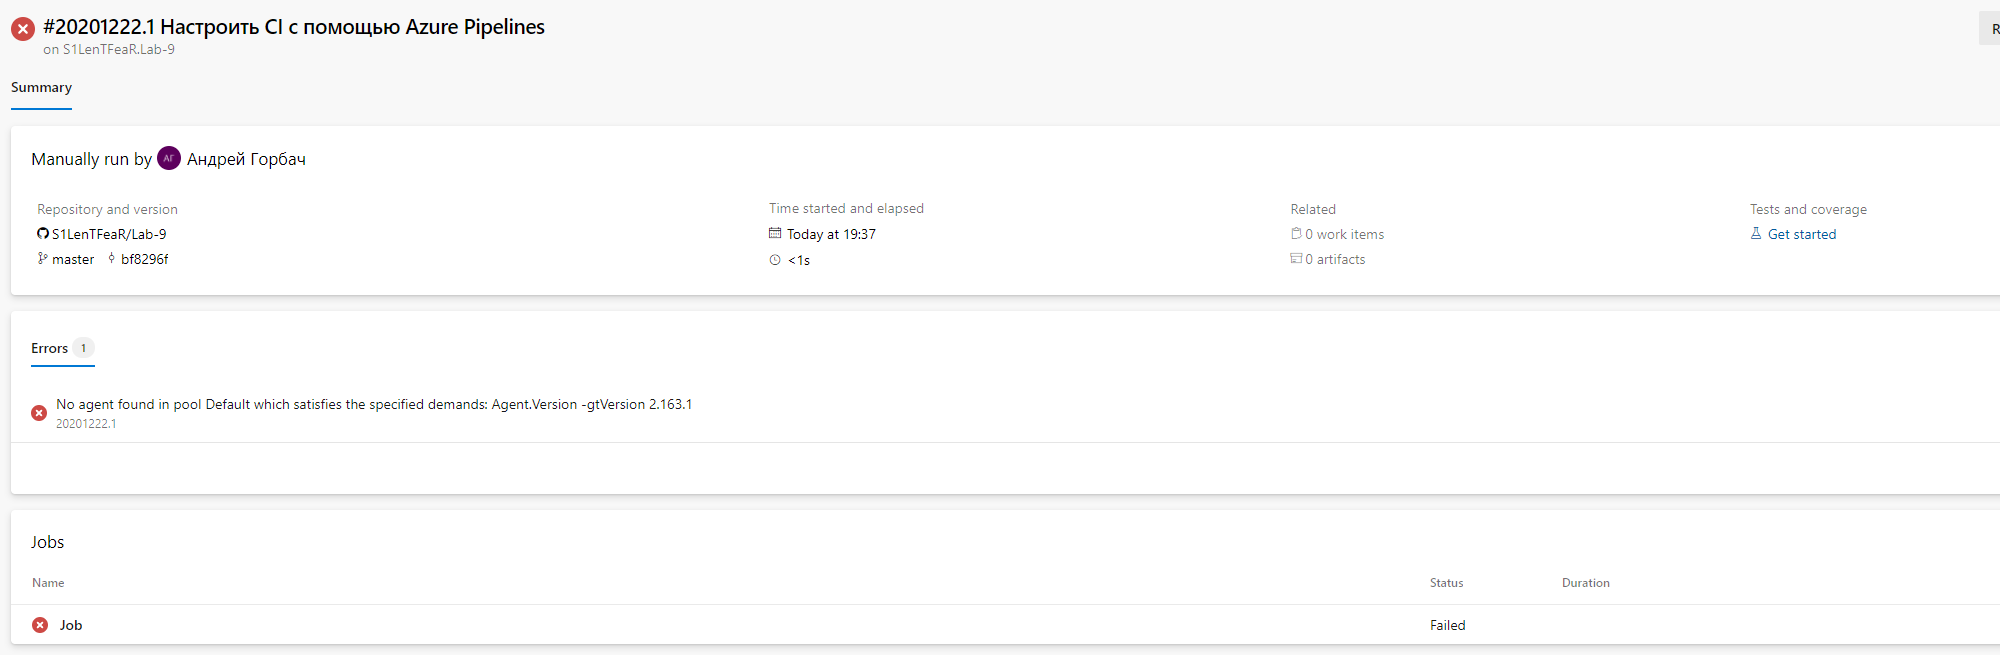 #20201222.1 Настроить CI с помощью Azure Pipelines
on S1LenTFeaR.Lab-9
Summary
Manually run by АГ Андрей Горбач
Repository and version
S1LenTFeaR/Lab-9
master bf8296f
Time started and elapsed
Today at 19:37
<1s
Related
0 work items
0 artifacts
Tests and coverage
Get started
Errors 1
No agent found in pool Default which satisfies the specified demands: Agent.Version -gtVersion 2.163.1
20201222.1
Jobs
Name Status Duration
Job Failed